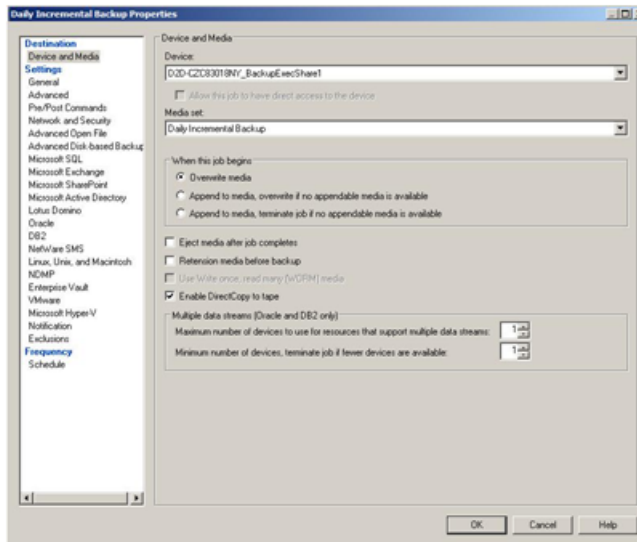 Daily Incremental Backup Properties
Destination
Device and Media
Settings
General
Advanced
Pre/Post Commands
Network and Security
Advanced Open File
Advanced Disk-based Backup
Microsoft SQL
Microsoft Exchange
Microsoft SharePoint
Microsoft Active Directory
Lotus Domino
Oracle
DB2
NetWare SMS
Linux, Unix, and Macintosh
NDMP
Enterprise Vault
VMware
Microsoft Hyper-V
Notification
Exclusions
Frequency
Schedule
Device and Media
Device:
D2D-CZC83018NY_BackupExecShare1
Allow this job to have direct access to the device
Media set:
Daily Incremental Backup
When this job begins
Overwrite media
Append to media, overwrite if no appendable media is available
Append to media, terminate job if no appendable media is available
Eject media after job completes
Retension media before backup
Use Write once, read many (WORM) media
Enable DirectCopy to tape
Multiple data streams (Oracle and DB2 only)
Maximum number of devices to use for resources that support multiple data streams: 1
Minimum number of devices, terminate job if fewer devices are available: 1
OK Cancel Help